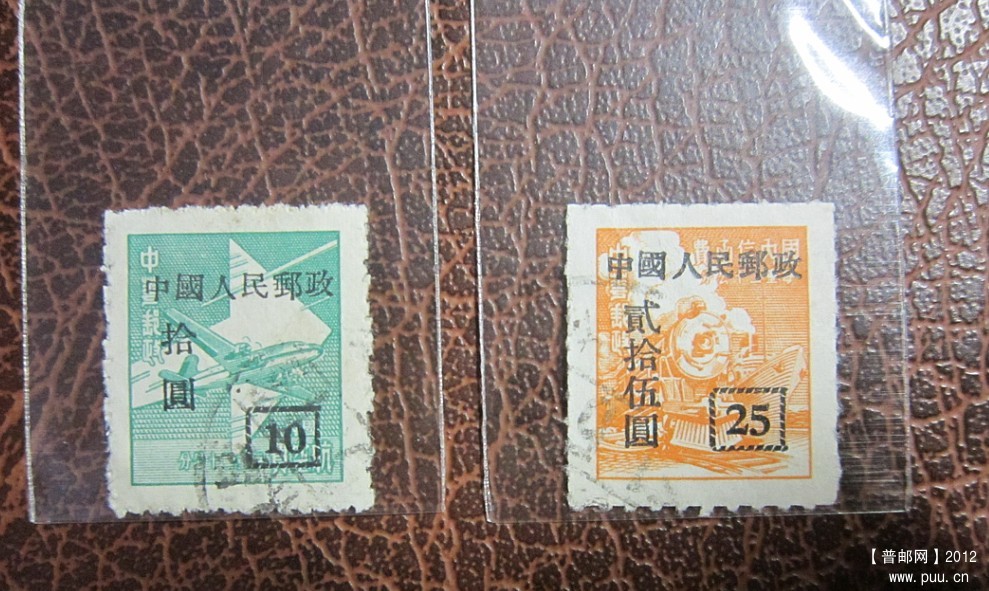 中國人民郵政
拾
圓
10
中國人民郵政
貳
拾
伍
圓
25
【普邮网】2012
www.puu.cn